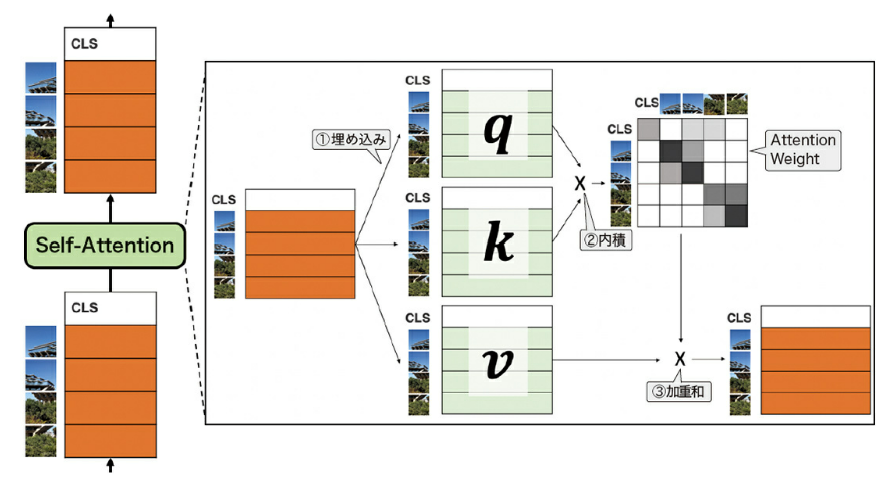 CLS
Self-Attention
CLS
CLS
①埋め込み
CLS
q
CLS
k
CLS
v
X
②内積
CLS
CLS
Attention
Weight
X
③加重和
CLS